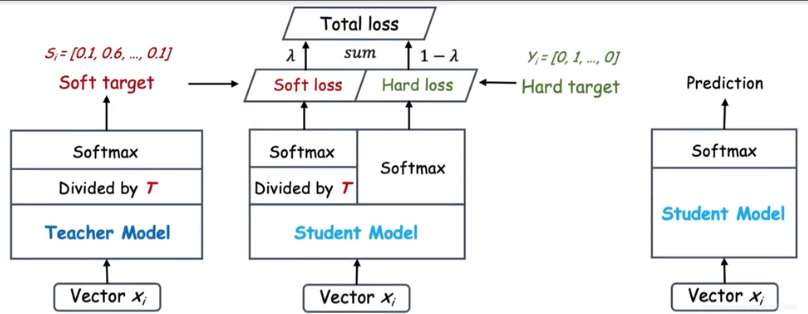 Total loss
S_i = [0.1, 0.6, ..., 0.1]
λ
sum
1 − λ
Y_i = [0, 1, ..., 0]
Soft target
Soft loss
Hard loss
Hard target
Prediction
Softmax
Divided by T
Teacher Model
Vector x_i
Softmax
Divided by T
Softmax
Student Model
Vector x_i
Softmax
Student Model
Vector x_i